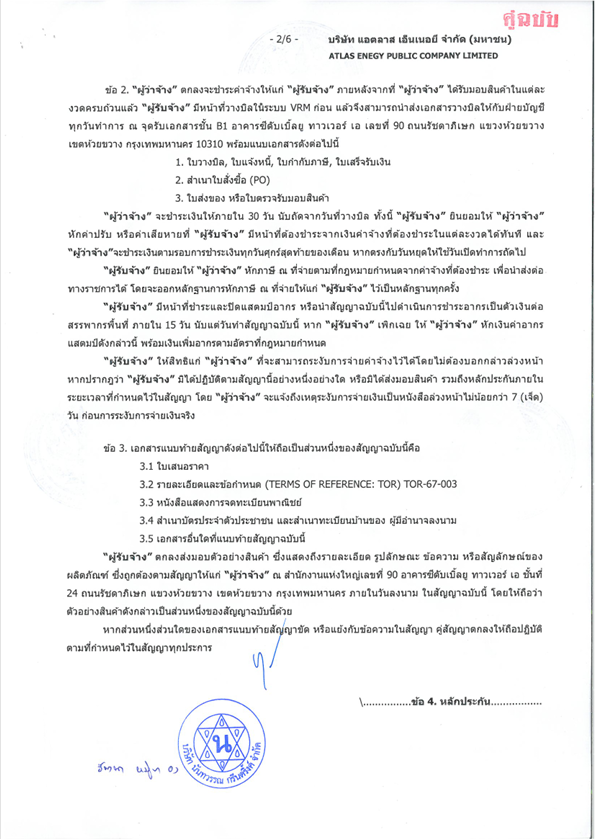 คู่ฉบับ
- 2/6 -
บริษัท แอตลาส เอ็นเนอยี จำกัด (มหาชน)
ATLAS ENEGY PUBLIC COMPANY LIMITED
ข้อ 2. "ผู้ว่าจ้าง" ตกลงจะชำระค่าจ้างให้แก่ "ผู้รับจ้าง" ภายหลังจากที่ "ผู้ว่าจ้าง" ได้รับมอบสินค้าในแต่ละ
งวดครบถ้วนแล้ว "ผู้รับจ้าง" มีหน้าที่วางบิลในระบบ VRM ก่อน แล้วจึงสามารถนำส่งเอกสารวางบิลให้กับฝ่ายบัญชี
ทุกวันทำการ ณ จุดรับเอกสารชั้น B1 อาคารซีดับเบิ้ลยู ทาวเวอร์ เอ เลขที่ 90 ถนนรัชดาภิเษก แขวงห้วยขวาง
เขตห้วยขวาง กรุงเทพมหานคร 10310 พร้อมแนบเอกสารดังต่อไปนี้
1. ใบวางบิล, ใบแจ้งหนี้, ใบกำกับภาษี, ใบเสร็จรับเงิน
2. สำเนาใบสั่งซื้อ (PO)
3. ใบส่งของ หรือใบตรวจรับมอบสินค้า
"ผู้ว่าจ้าง" จะชำระเงินให้ภายใน 30 วัน นับถัดจากวันที่วางบิล ทั้งนี้ "ผู้รับจ้าง" ยินยอมให้ "ผู้ว่าจ้าง"
หักค่าปรับ หรือค่าเสียหายที่ "ผู้รับจ้าง" มีหน้าที่ต้องชำระจากเงินค่าจ้างที่ต้องชำระในแต่ละงวดได้ทันที และ
"ผู้ว่าจ้าง"จะชำระเงินตามรอบการชำระเงินทุกวันศุกร์สุดท้ายของเดือน หากตรงกับวันหยุดให้ใช้วันเปิดทำการถัดไป
"ผู้รับจ้าง" ยินยอมให้ "ผู้ว่าจ้าง" หักภาษี ณ ที่จ่ายตามที่กฎหมายกำหนดจากค่าจ้างที่ต้องชำระ เพื่อนำส่งต่อ
ทางราชการได้ โดยจะออกหลักฐานการหักภาษี ณ ที่จ่ายให้แก่ "ผู้รับจ้าง" ไว้เป็นหลักฐานทุกครั้ง
"ผู้รับจ้าง" มีหน้าที่ชำระและปิดแสตมป์อากร หรือนำสัญญาฉบับนี้ไปดำเนินการชำระอากรเป็นตัวเงินต่อ
สรรพากรพื้นที่ ภายใน 15 วัน นับแต่วันทำสัญญาฉบับนี้ หาก "ผู้รับจ้าง" เพิกเฉย ให้ "ผู้ว่าจ้าง" หักเงินค่าอากร
แสตมป์ดังกล่าวนี้ พร้อมเงินเพิ่มอากรตามอัตราที่กฎหมายกำหนด
"ผู้รับจ้าง" ให้สิทธิแก่ "ผู้ว่าจ้าง" ที่จะสามารถระงับการจ่ายค่าจ้างไว้ได้โดยไม่ต้องบอกกล่าวล่วงหน้า
หากปรากฏว่า "ผู้รับจ้าง" มิได้ปฏิบัติตามสัญญานี้อย่างหนึ่งอย่างใด หรือมิได้ส่งมอบสินค้า รวมถึงหลักประกันภายใน
ระยะเวลาที่กำหนดไว้ในสัญญา โดย "ผู้ว่าจ้าง" จะแจ้งถึงเหตุระงับการจ่ายเงินเป็นหนังสือล่วงหน้าไม่น้อยกว่า 7 (เจ็ด)
วัน ก่อนการระงับการจ่ายเงินจริง
ข้อ 3. เอกสารแนบท้ายสัญญาดังต่อไปนี้ให้ถือเป็นส่วนหนึ่งของสัญญาฉบับนี้คือ
3.1 ใบเสนอราคา
3.2 รายละเอียดและข้อกำหนด (TERMS OF REFERENCE: TOR) TOR-67-003
3.3 หนังสือแสดงการจดทะเบียนพาณิชย์
3.4 สำเนาบัตรประจำตัวประชาชน และสำเนาทะเบียนบ้านของ ผู้มีอำนาจลงนาม
3.5 เอกสารอื่นใดที่แนบท้ายสัญญาฉบับนี้
"ผู้รับจ้าง" ตกลงส่งมอบตัวอย่างสินค้า ซึ่งแสดงถึงรายละเอียด รูปลักษณะ ข้อความ หรือสัญลักษณ์ของ
ผลิตภัณฑ์ ซึ่งถูกต้องตามสัญญาให้แก่ "ผู้ว่าจ้าง" ณ สำนักงานแห่งใหญ่เลขที่ 90 อาคารซีดับเบิ้ลยู ทาวเวอร์ เอ ชั้นที่
24 ถนนรัชดาภิเษก แขวงห้วยขวาง เขตห้วยขวาง กรุงเทพมหานคร ภายในวันลงนาม ในสัญญาฉบับนี้ โดยให้ถือว่า
ตัวอย่างสินค้าดังกล่าวเป็นส่วนหนึ่งของสัญญาฉบับนี้ด้วย
หากส่วนหนึ่งส่วนใดของเอกสารแนบท้ายสัญญาขัด หรือแย้งกับข้อความในสัญญา คู่สัญญาตกลงให้ถือปฏิบัติ
ตามที่กำหนดไว้ในสัญญาทุกประการ
\................ข้อ 4. หลักประกัน.................
น
บริษัท นันทวรรณ กรีนดิ้งค์ จำกัด